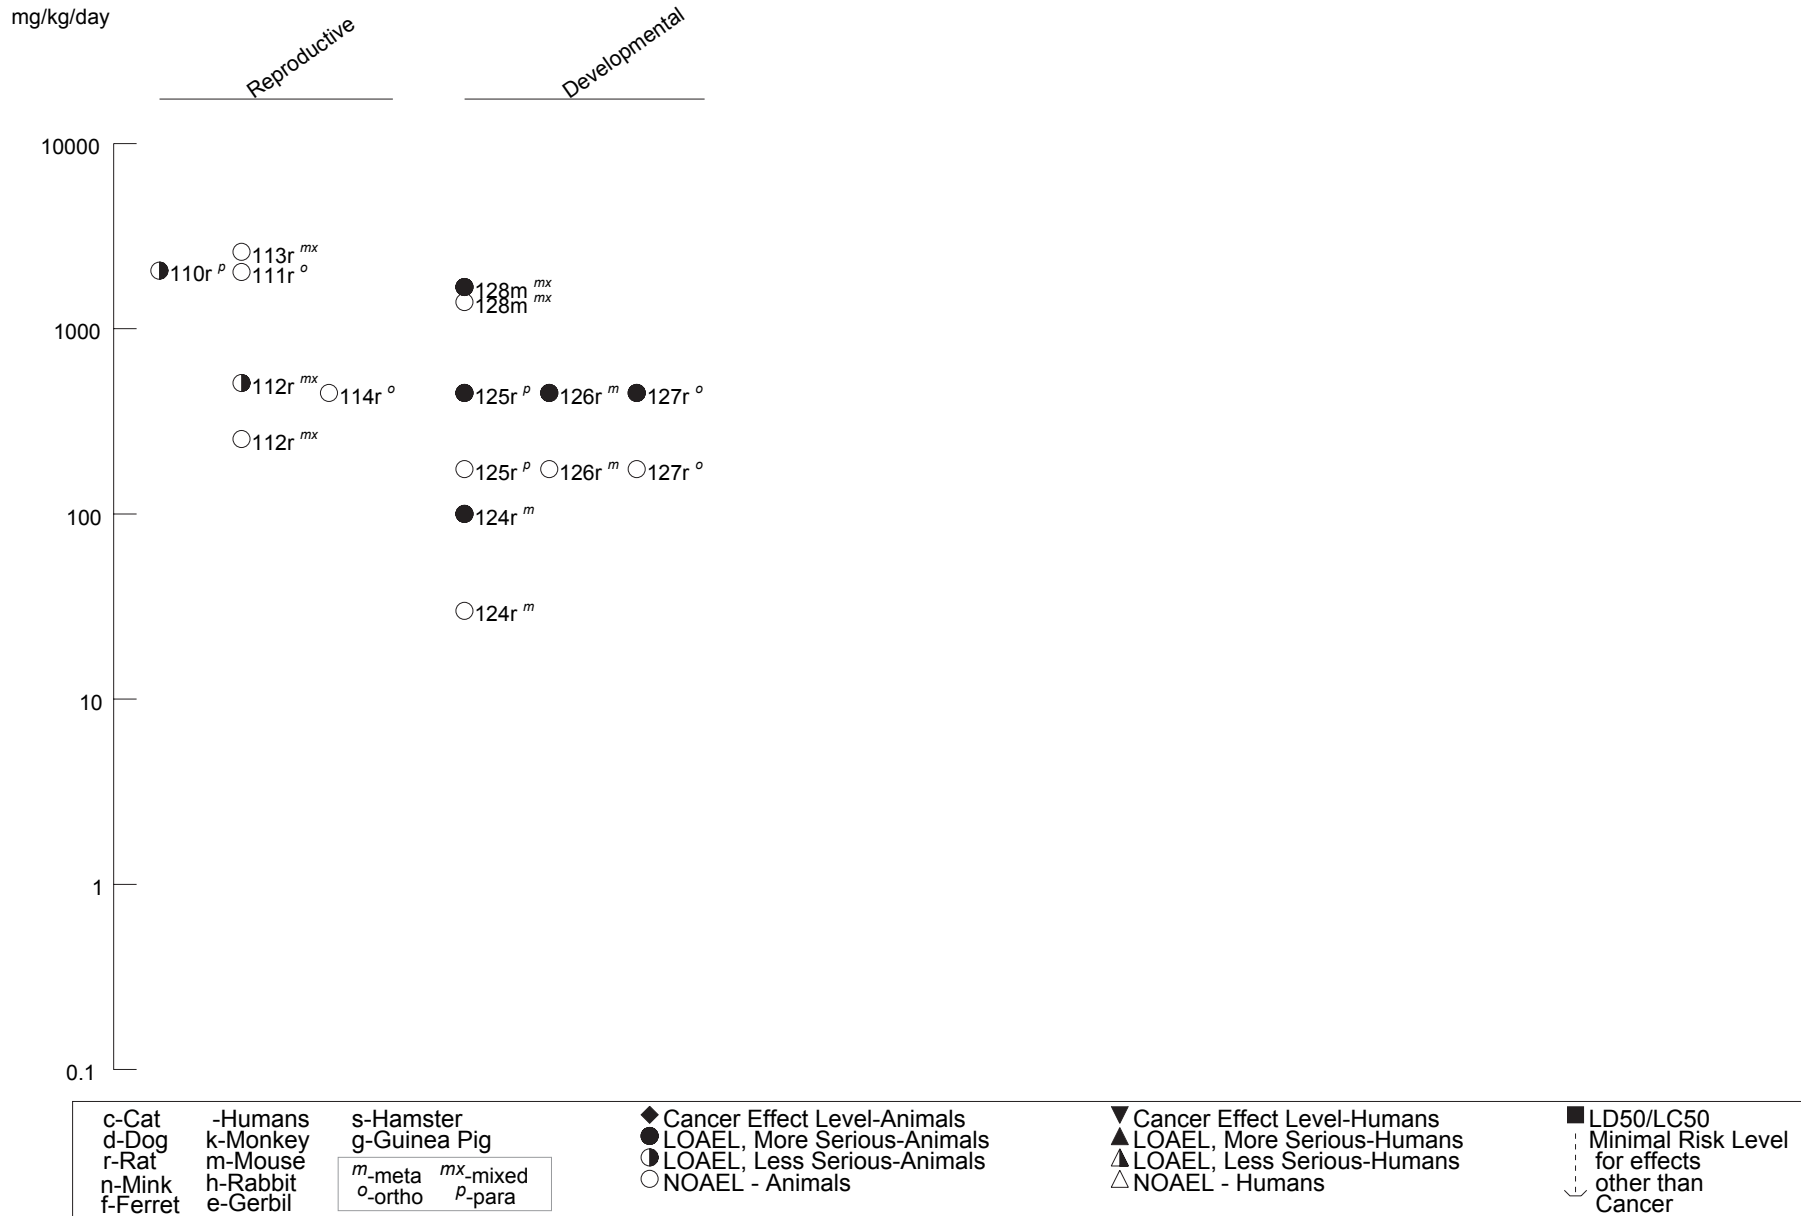 mg/kg/day
Reproductive
Developmental
10000
113r mx
110r p
111r o
128m mx
128m mx
1000
112r mx
114r o
125r p
126r m
127r o
112r mx
125r p
126r m
127r o
100
124r m
124r m
10
1
0.1
c-Cat
d-Dog
r-Rat
n-Mink
f-Ferret
-Humans
k-Monkey
m-Mouse
h-Rabbit
e-Gerbil
s-Hamster
g-Guinea Pig
m-meta mx-mixed
o-ortho p-para
Cancer Effect Level-Animals
LOAEL, More Serious-Animals
LOAEL, Less Serious-Animals
NOAEL - Animals
Cancer Effect Level-Humans
LOAEL, More Serious-Humans
LOAEL, Less Serious-Humans
NOAEL - Humans
LD50/LC50
Minimal Risk Level
for effects
other than
Cancer